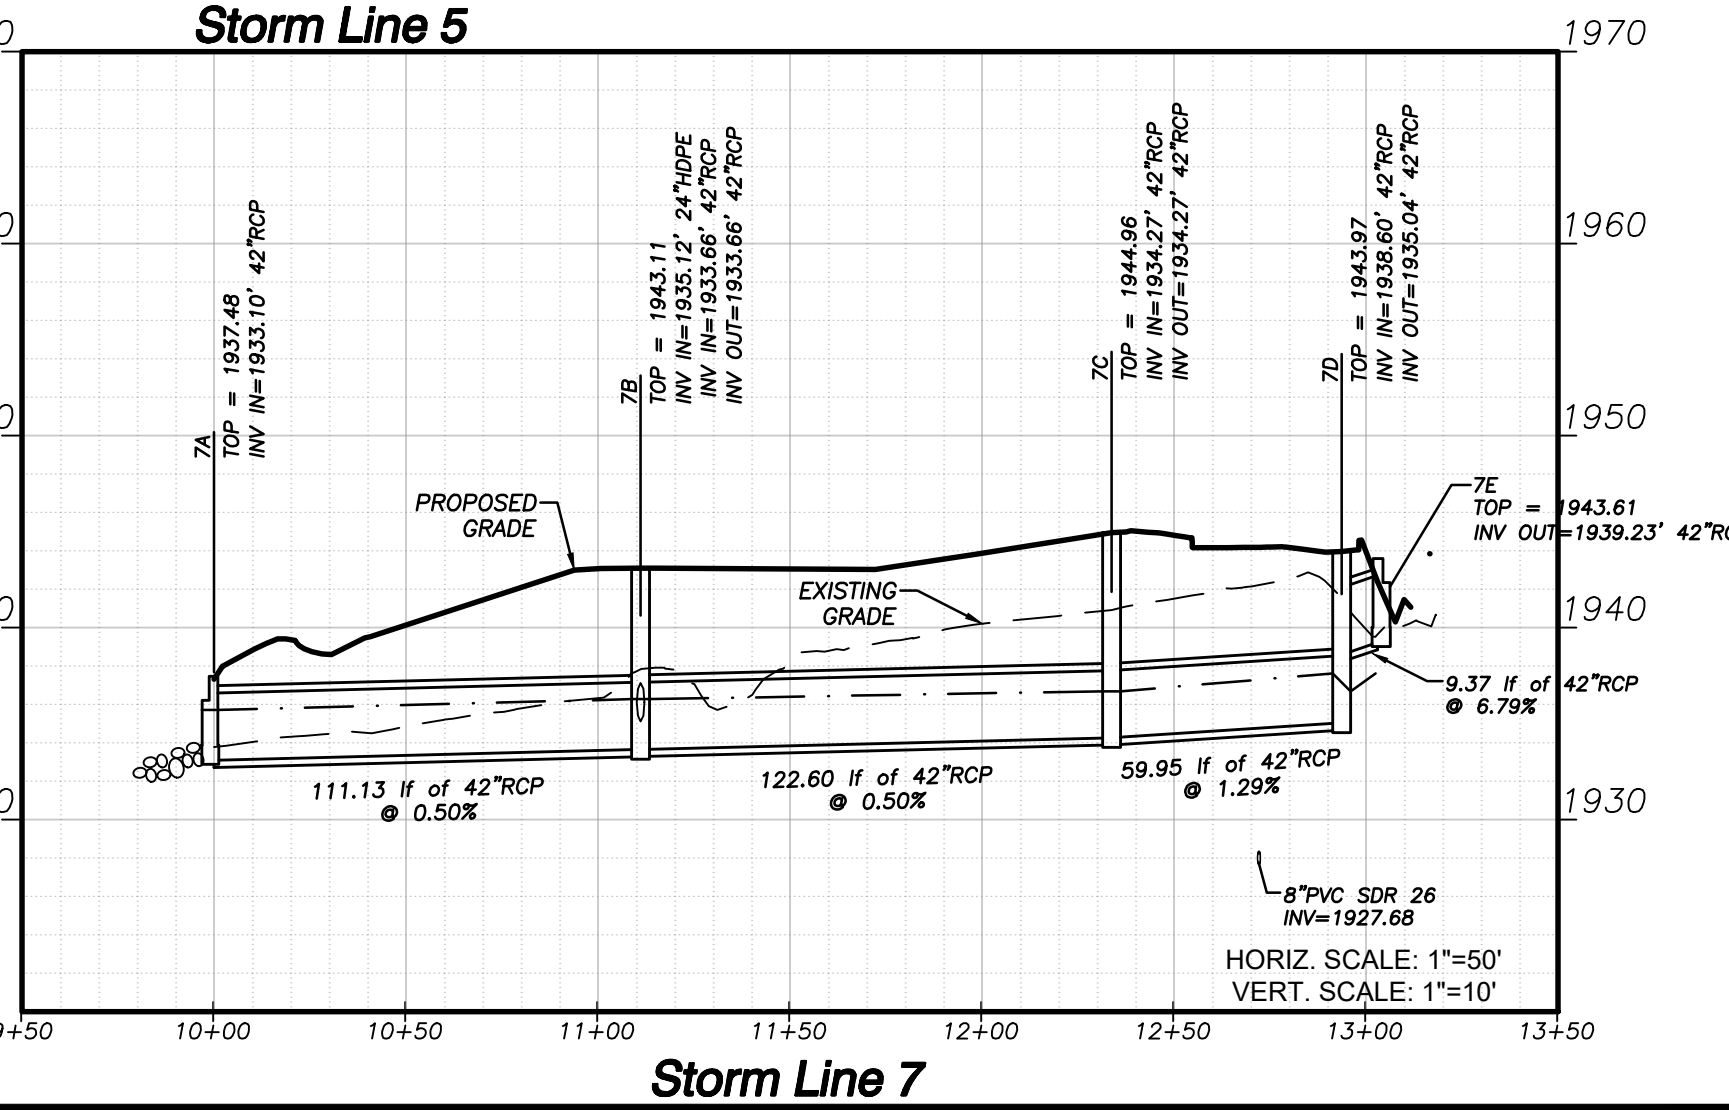 Storm Line 5
1970
1960
1950
1940
1930
0
0
0
0
0
7A
TOP = 1937.48
INV IN=1933.10' 42"RCP
7B
TOP = 1943.11
INV IN=1935.12' 24"HDPE
INV IN=1933.66' 42"RCP
INV OUT=1933.66' 42"RCP
7C
TOP = 1944.96
INV IN=1934.27' 42"RCP
INV OUT=1934.27' 42"RCP
7D
TOP = 1943.97
INV IN=1938.60' 42"RCP
INV OUT=1935.04' 42"RCP
7E
TOP = 1943.61
INV OUT=1939.23' 42"RC
PROPOSED
GRADE
EXISTING
GRADE
9.37 lf of 42"RCP
@ 6.79%
111.13 lf of 42"RCP
@ 0.50%
122.60 lf of 42"RCP
@ 0.50%
59.95 lf of 42"RCP
@ 1.29%
8"PVC SDR 26
INV=1927.68
HORIZ. SCALE: 1"=50'
VERT. SCALE: 1"=10'
9+50 10+00 10+50 11+00 11+50 12+00 12+50 13+00 13+50
Storm Line 7